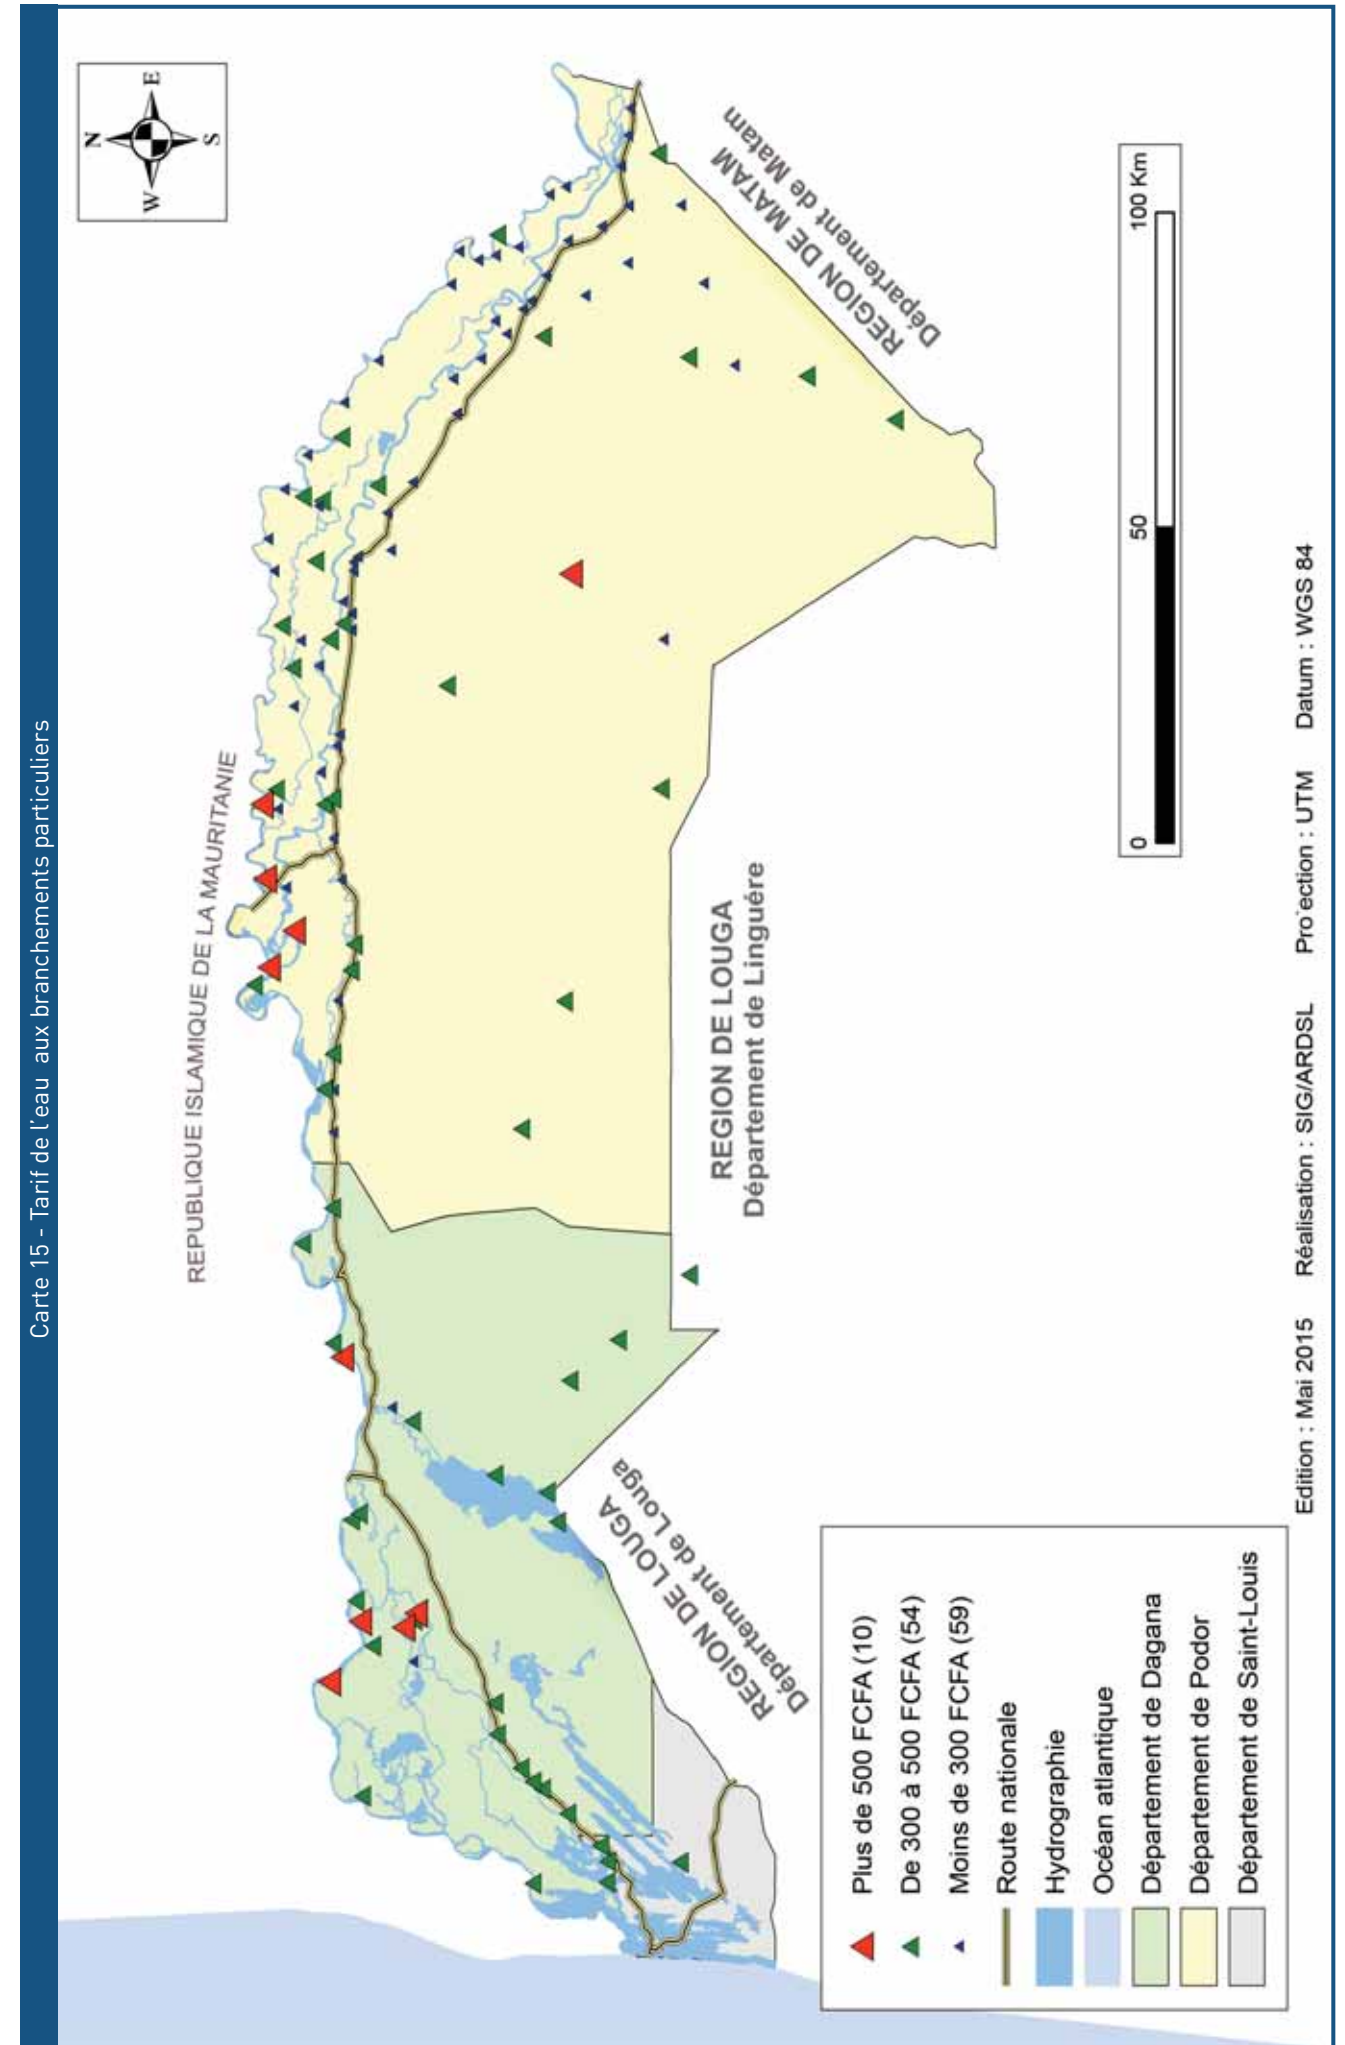 Carte 15 - Tarif de l'eau aux branchements particuliers
N
W
E
S
REPUBLIQUE ISLAMIQUE DE LA MAURITANIE
REGION DE MATAM
Département de Matam
REGION DE LOUGA
Département de Linguére
REGION DE LOUGA
Département de Louga
0 50 100 Km
Plus de 500 FCFA (10)
De 300 à 500 FCFA (54)
Moins de 300 FCFA (59)
Route nationale
Hydrographie
Océan atlantique
Département de Dagana
Département de Podor
Département de Saint-Louis
Edition : Mai 2015 Réalisation : SIG/ARDSL Pro ection : UTM Datum : WGS 84